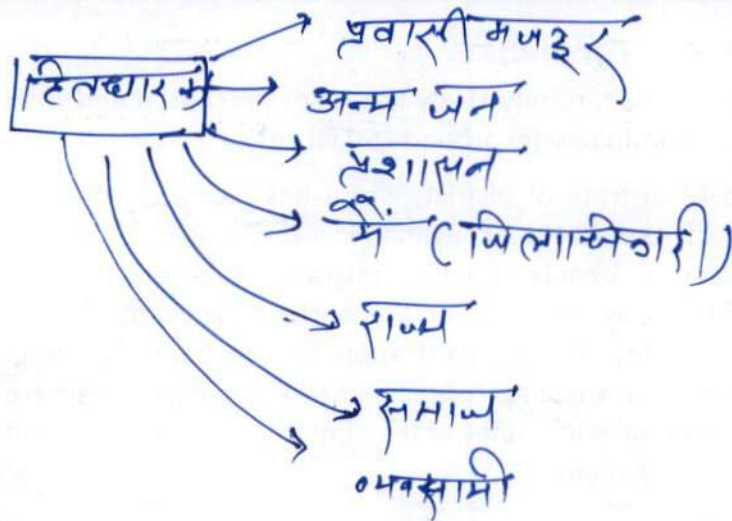 हितधारक
प्रवासी मजदूर
अन्य जन
प्रशासन
मैं (जिलाधिकारी)
राज्य
समाज
व्यवसायी